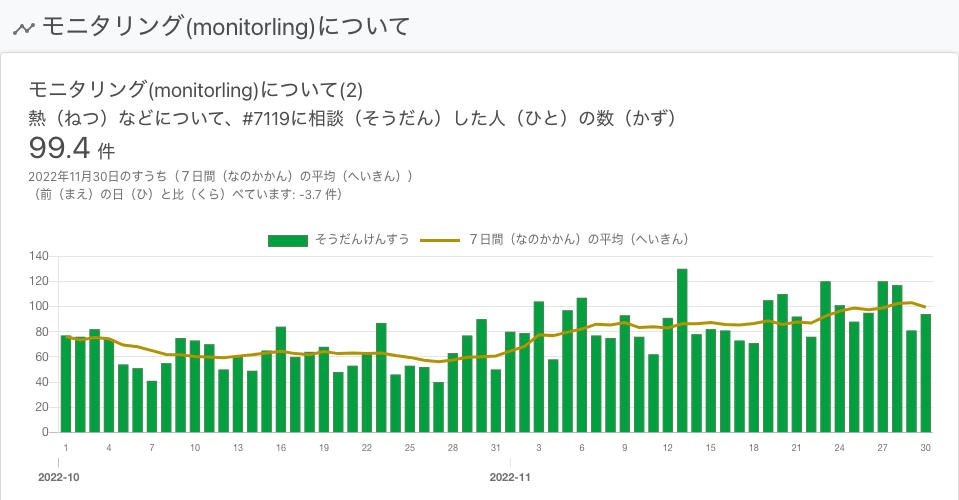 モニタリング(monitorling)について
モニタリング(monitorling)について(2)
熱（ねつ）などについて、#7119に相談（そうだん）した人（ひと）の数（かず）
99.4 件
2022年11月30日のすうち（７日間（なのかかん）の平均（へいきん））
（前（まえ）の日（ひ）と比（くら）べています: -3.7 件）
そうだんけんすう ７日間（なのかかん）の平均（へいきん）
140
120
100
80
60
40
20
0
1 4 7 10 13 16 19 22 25 28 31 3 6 9 12 15 18 21 24 27 30
2022-10 2022-11